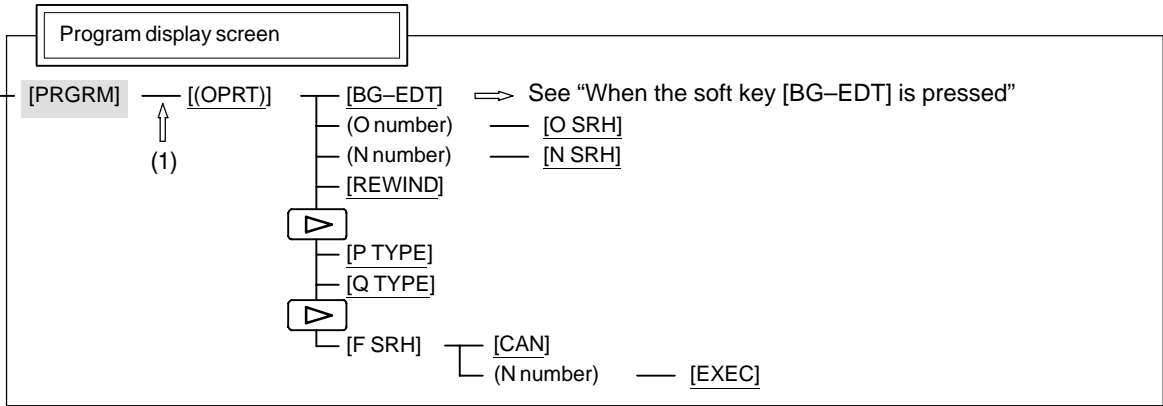 Program display screen
[PRGRM] [(OPRT)] [BG–EDT] See “When the soft key [BG–EDT] is pressed”
(O number) [O SRH]
(1) (N number) [N SRH]
[REWIND]
[P TYPE]
[Q TYPE]
[F SRH] [CAN]
(N number) [EXEC]